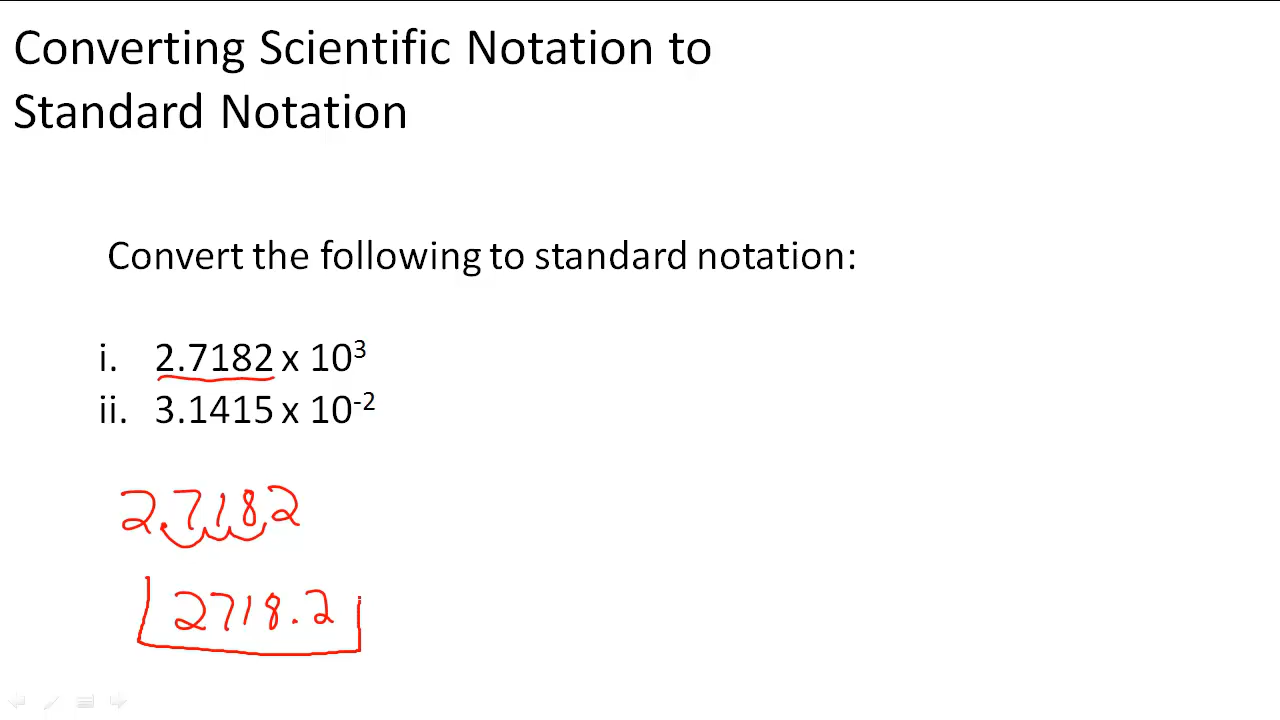 Converting Scientific Notation to
Standard Notation
Convert the following to standard notation:
i. 2.7182 x 10³
ii. 3.1415 x 10⁻²
2.7182
2718.2